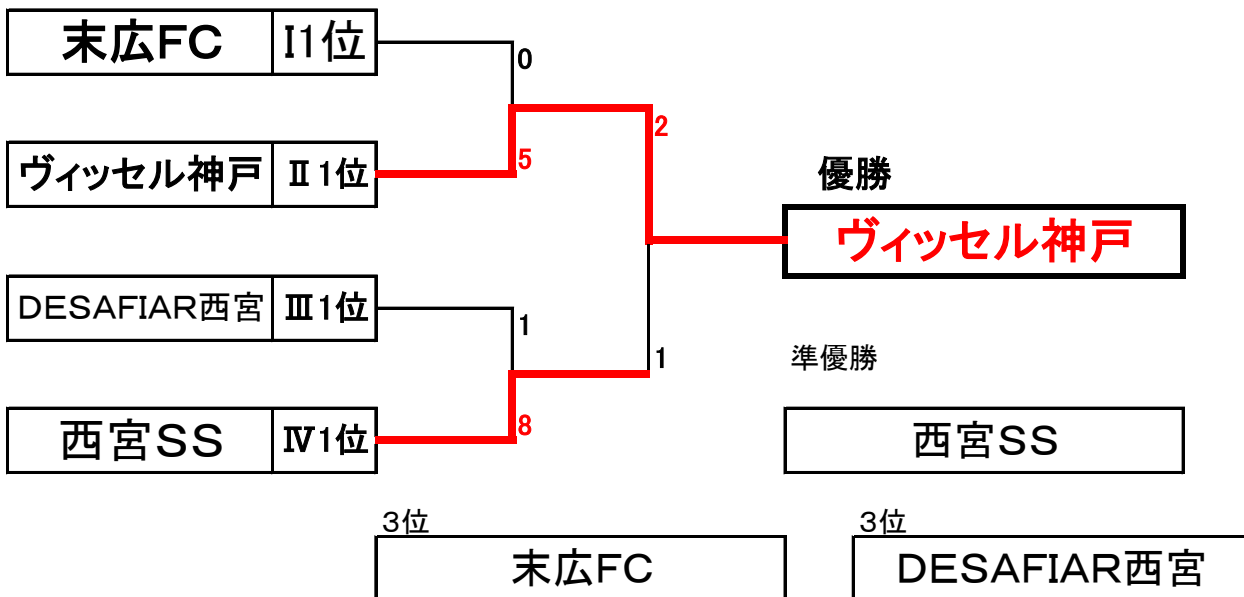 末広FC Ⅰ1位
0
2
ヴィッセル神戸 Ⅱ1位
5
優勝
ヴィッセル神戸
DESAFIAR西宮 Ⅲ1位
1
1
準優勝
西宮SS Ⅳ1位
8
西宮SS
3位
末広FC
3位
DESAFIAR西宮